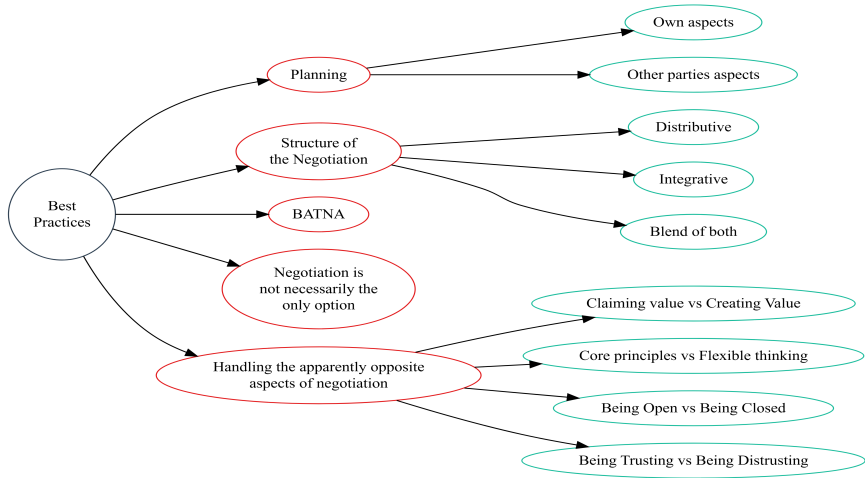 Best
Practices
Planning
Own aspects
Other parties aspects
Structure of
the Negotiation
Distributive
Integrative
Blend of both
BATNA
Negotiation is
not necessarily the
only option
Handling the apparently opposite
aspects of negotiation
Claiming value vs Creating Value
Core principles vs Flexible thinking
Being Open vs Being Closed
Being Trusting vs Being Distrusting